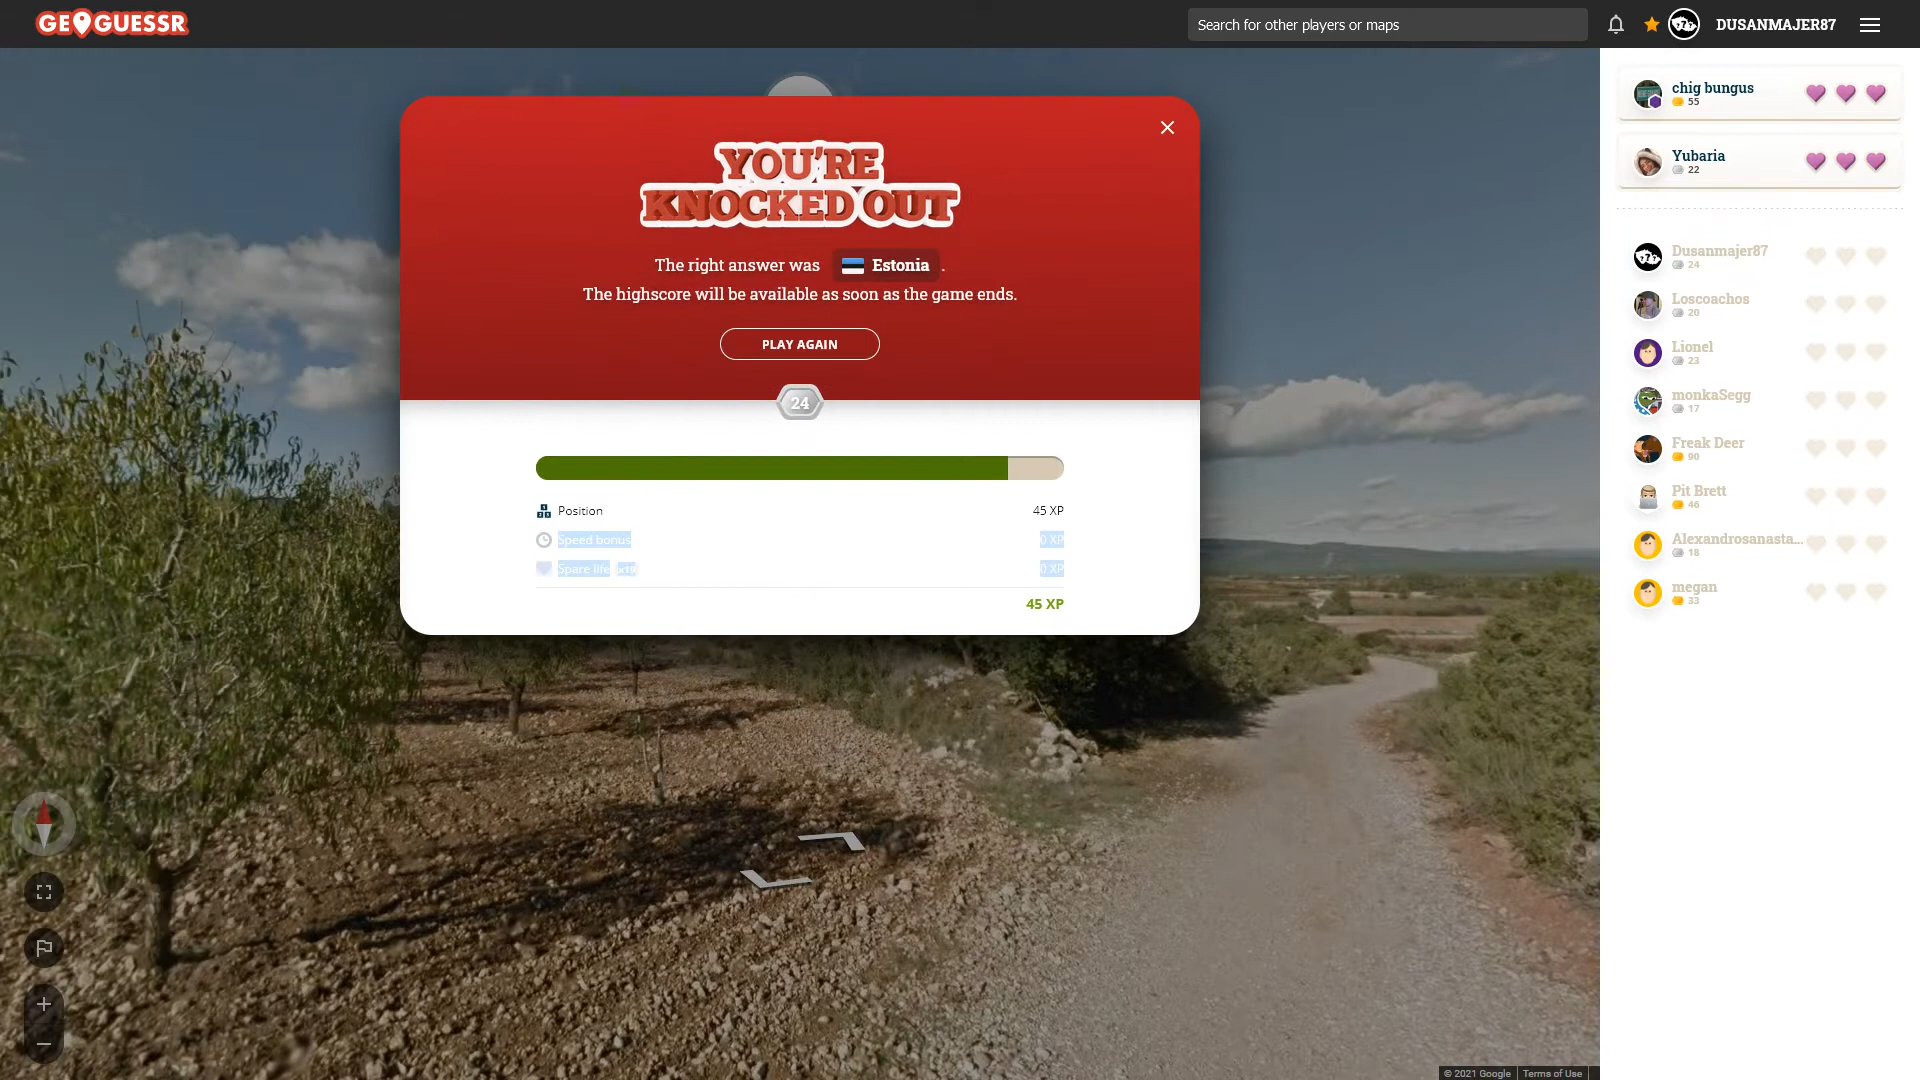 GEOGUESSR
Search for other players or maps
DUSANMAJER87
YOU'RE
KNOCKED OUT
The right answer was Estonia .
The highscore will be available as soon as the game ends.
PLAY AGAIN
24
Position 45 XP
Speed bonus 0 XP
Spare life x19 0 XP
45 XP
chig bungus
55
Yubaria
22
Dusanmajer87
24
Loscoachos
20
Lionel
23
monkaSegg
17
Freak Deer
90
Pit Brett
46
Alexandrosanasta...
18
megan
33
© 2021 Google Terms of Use